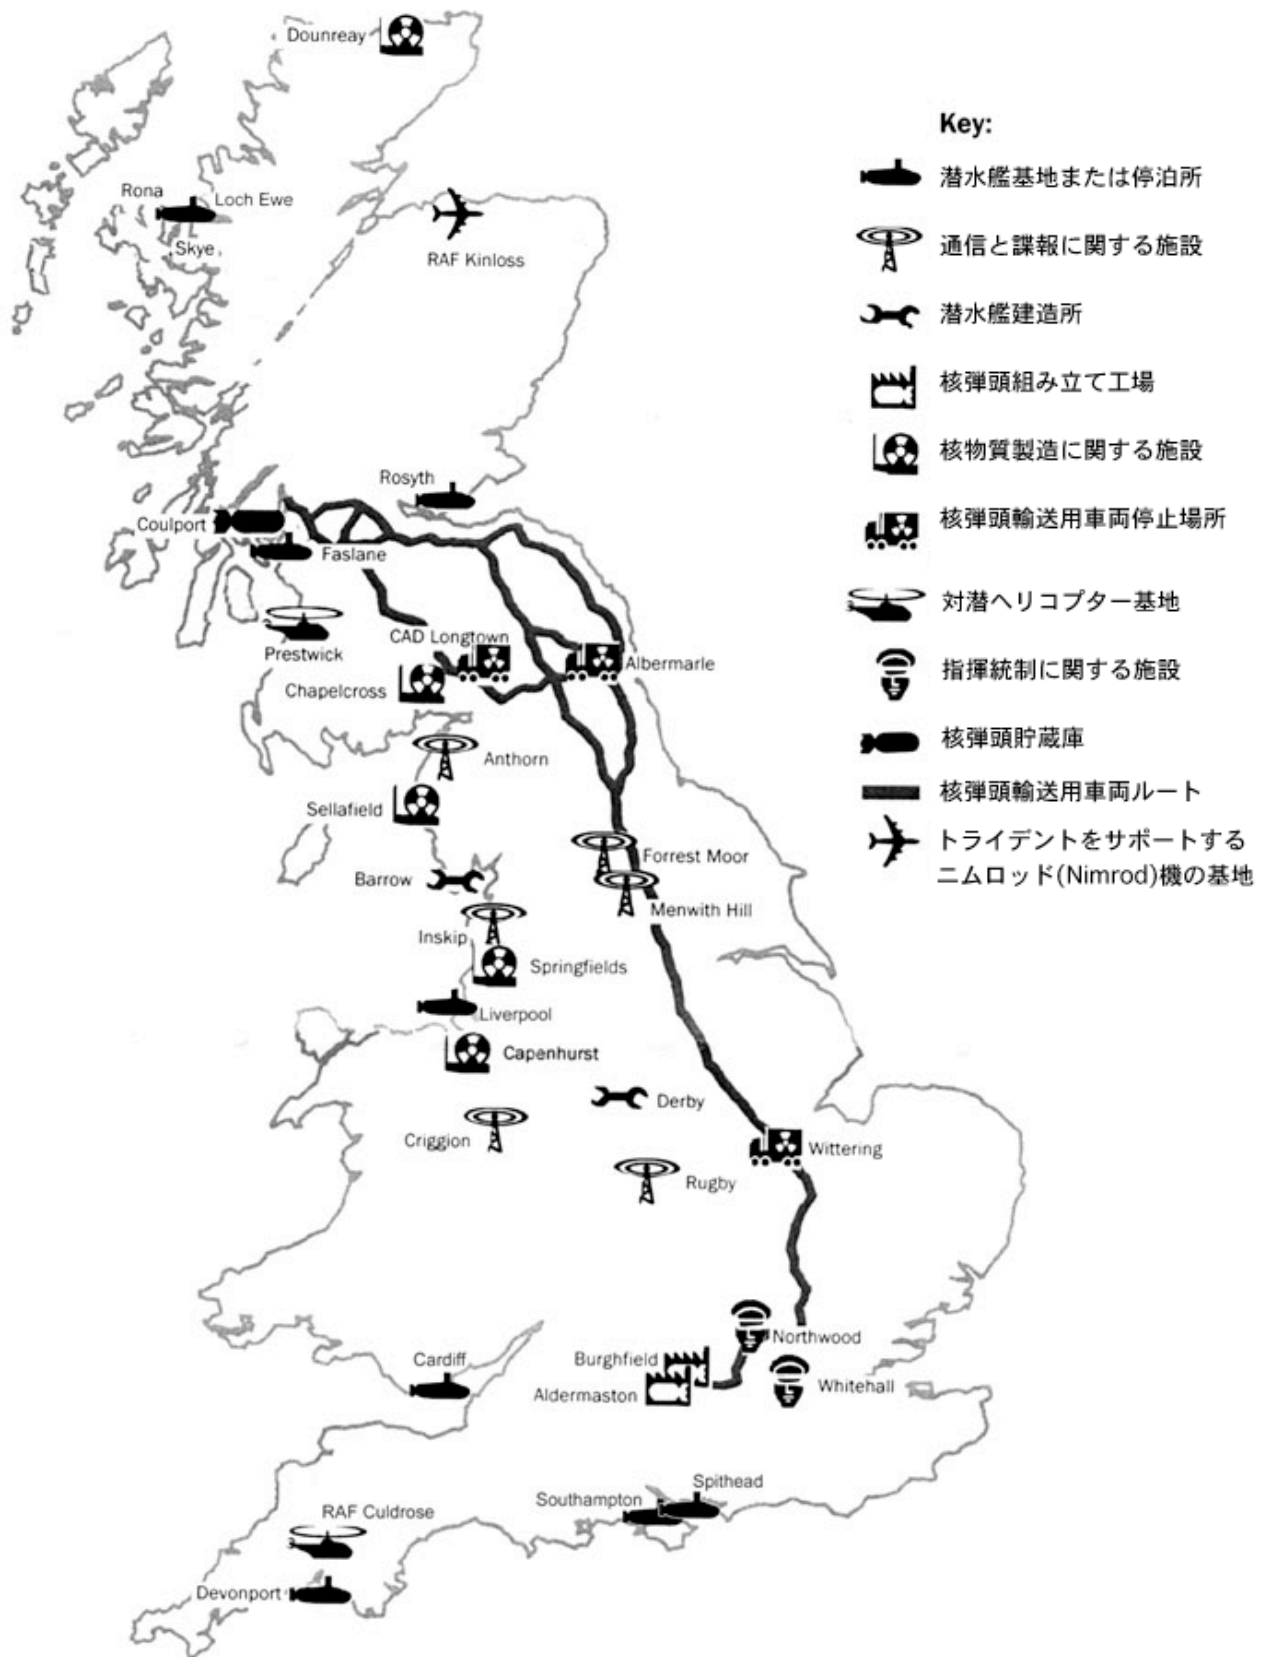 Dounreay
Rona
Loch Ewe
Skye
RAF Kinloss
Rosyth
Coulport
Faslane
Prestwick
CAD Longtown
Albermarle
Chapelcross
Anthorn
Sellafield
Forrest Moor
Barrow
Menwith Hill
Inskip
Springfields
Liverpool
Capenhurst
Derby
Criggion
Wittering
Rugby
Northwood
Burghfield
Cardiff
Whitehall
Aldermaston
Spithead
Southampton
RAF Culdrose
Devonport
Key:
潜水艦基地または停泊所
通信と諜報に関する施設
潜水艦建造所
核弾頭組み立て工場
核物質製造に関する施設
核弾頭輸送用車両停止場所
対潜ヘリコプター基地
指揮統制に関する施設
核弾頭貯蔵庫
核弾頭輸送用車両ルート
トライデントをサポートする
ニムロッド(Nimrod)機の基地